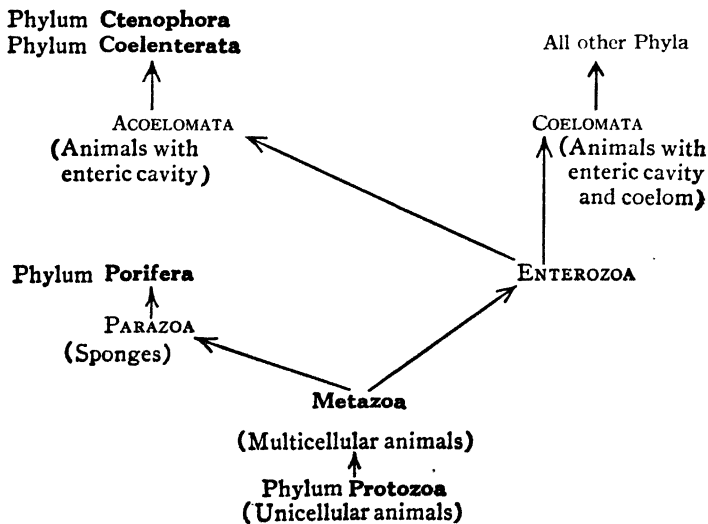 Phylum Ctenophora
Phylum Coelenterata
All other Phyla
ACOELOMATA
(Animals with
enteric cavity)
COELOMATA
(Animals with
enteric cavity
and coelom)
Phylum Porifera
ENTEROZOA
PARAZOA
(Sponges)
Metazoa
(Multicellular animals)
Phylum Protozoa
(Unicellular animals)